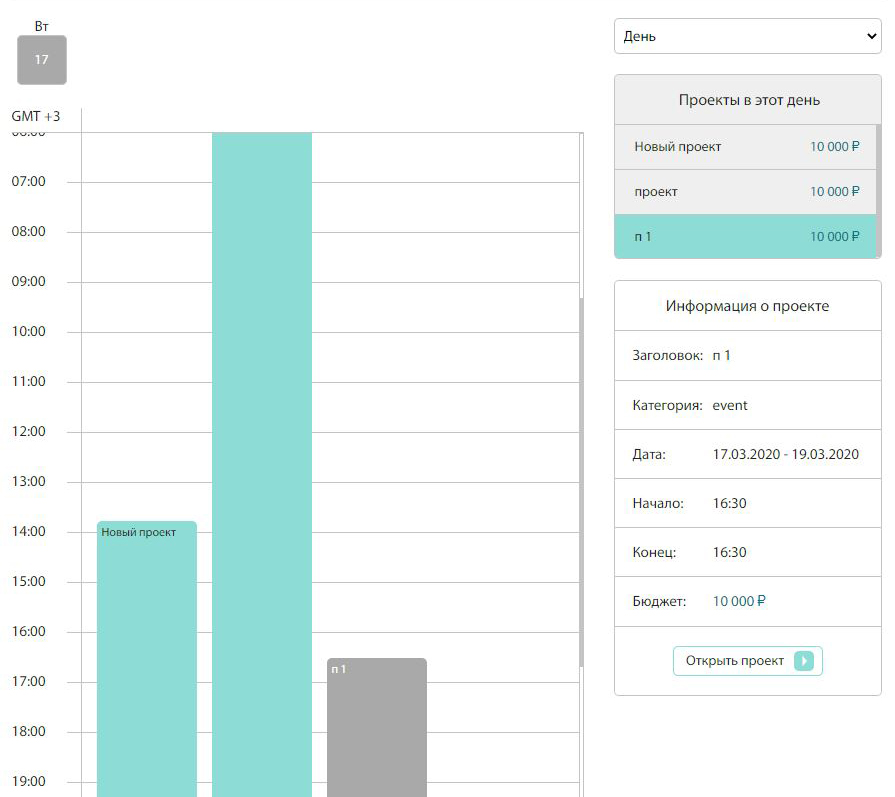 Вт
17
GMT +3
07:00
08:00
09:00
10:00
11:00
12:00
13:00
14:00
15:00
16:00
17:00
18:00
19:00
Новый проект
п 1
День
Проекты в этот день
Новый проект 10 000 ₽
проект 10 000 ₽
п 1 10 000 ₽
Информация о проекте
Заголовок: п 1
Категория: event
Дата: 17.03.2020 - 19.03.2020
Начало: 16:30
Конец: 16:30
Бюджет: 10 000 ₽
Открыть проект